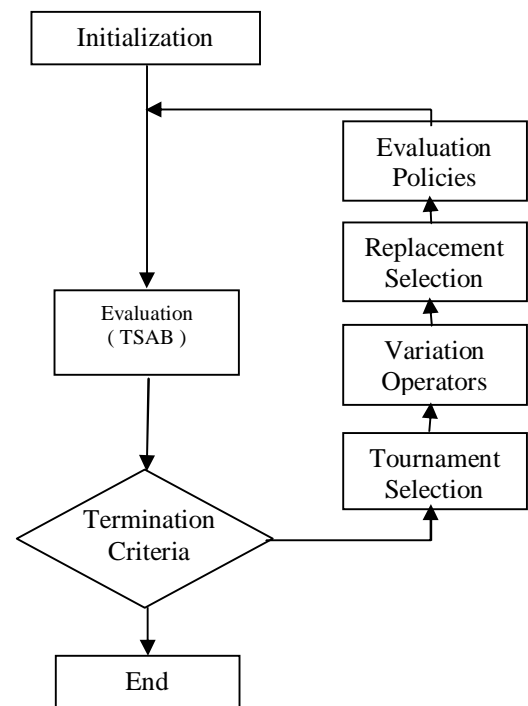 Initialization
Evaluation
Policies
Replacement
Selection
Evaluation
( TSAB )
Variation
Operators
Tournament
Selection
Termination
Criteria
End